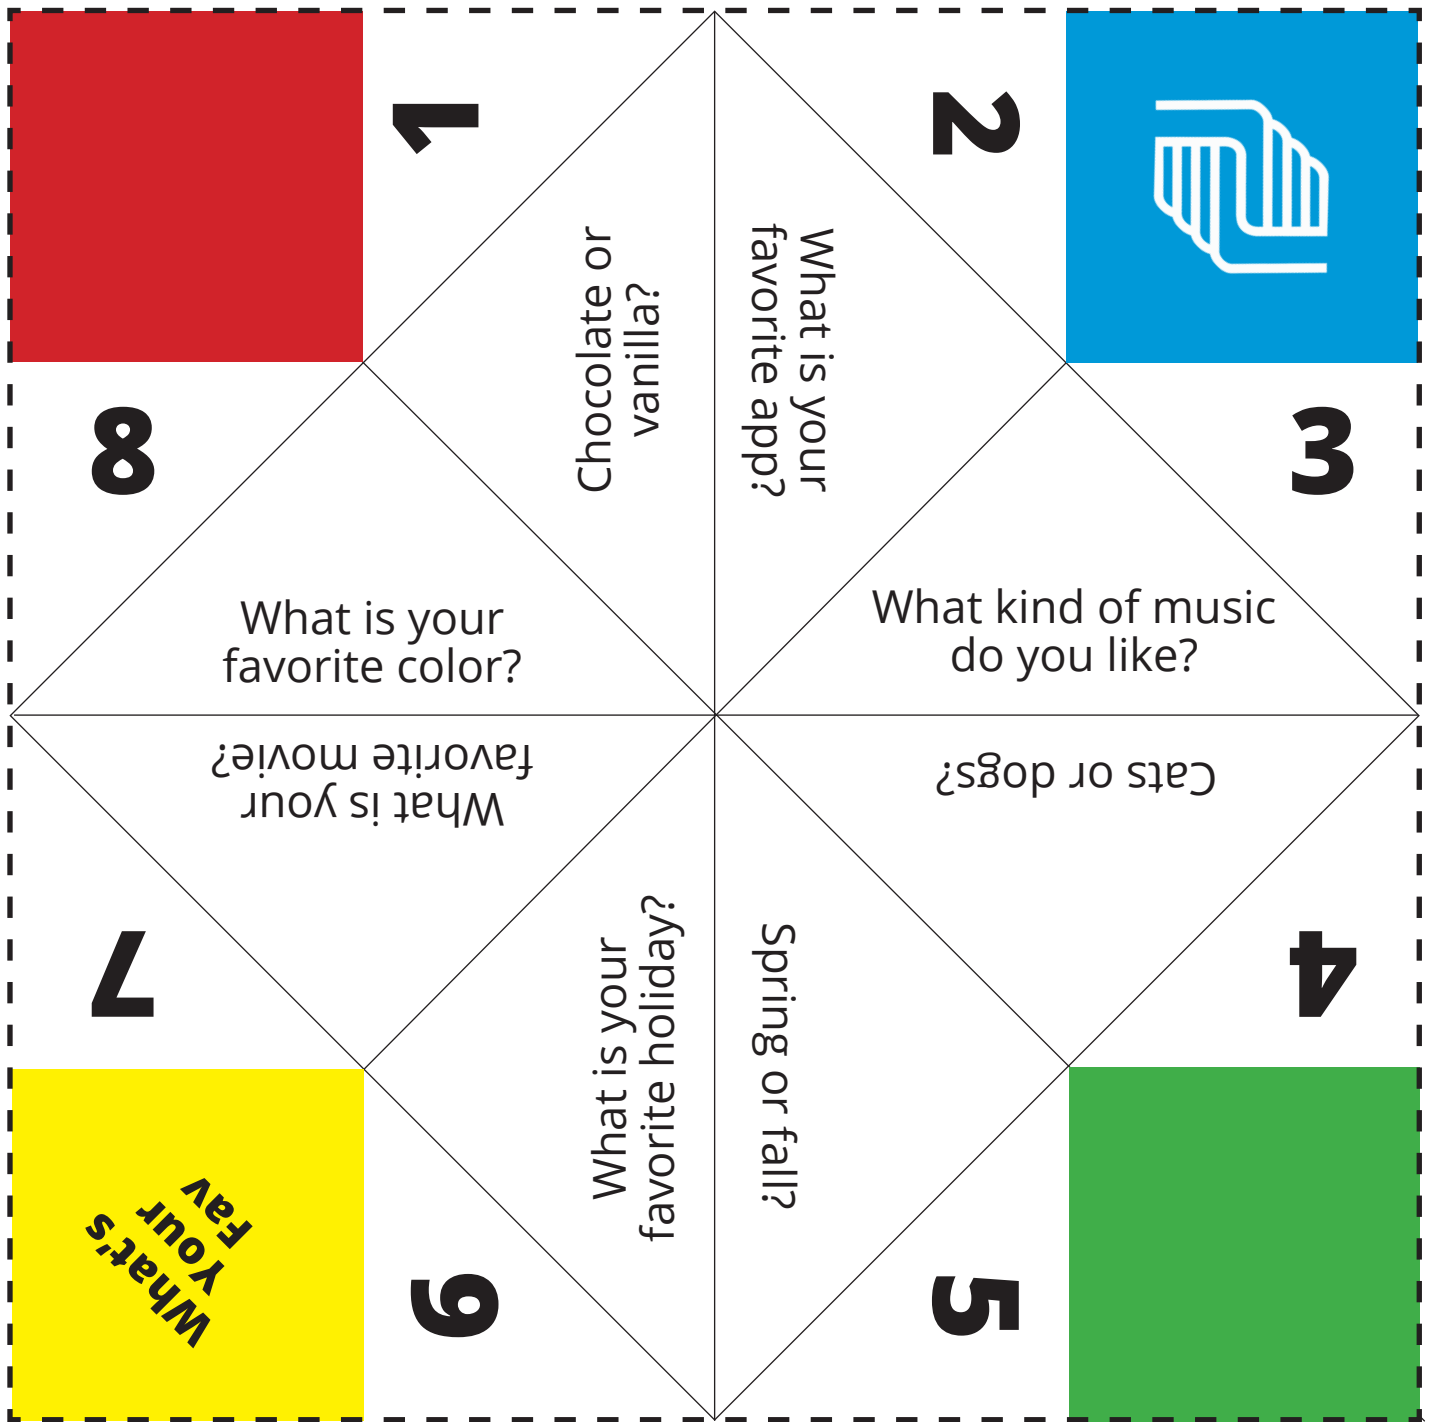 1
2
Chocolate or
vanilla?
What is your
favorite app?
8
3
What is your
favorite color?
What kind of music
do you like?
What is your
favorite movie?
Cats or dogs?
7
4
What is your
favorite holiday?
Spring or fall?
What's
Your
Fav
6
5